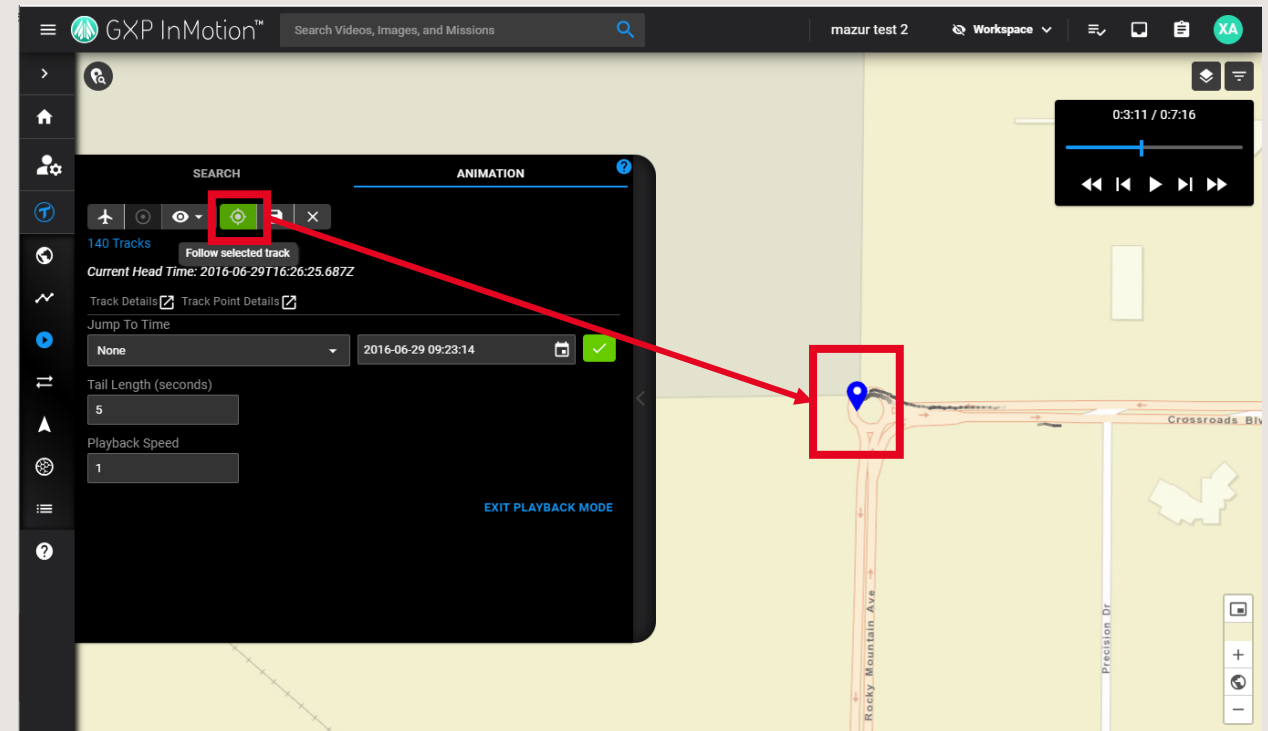 GXP InMotion™
Search Videos, Images, and Missions
mazur test 2
Workspace
XA
0:3:11 / 0:7:16
SEARCH
ANIMATION
?
140 Tracks
Follow selected track
Current Head Time: 2016-06-29T16:26:25.687Z
Track Details
Track Point Details
Jump To Time
None
2016-06-29 09:23:14
Tail Length (seconds)
5
Playback Speed
1
EXIT PLAYBACK MODE
?
Crossroads Blv
Rocky Mountain Ave
Precision Dr
+
−